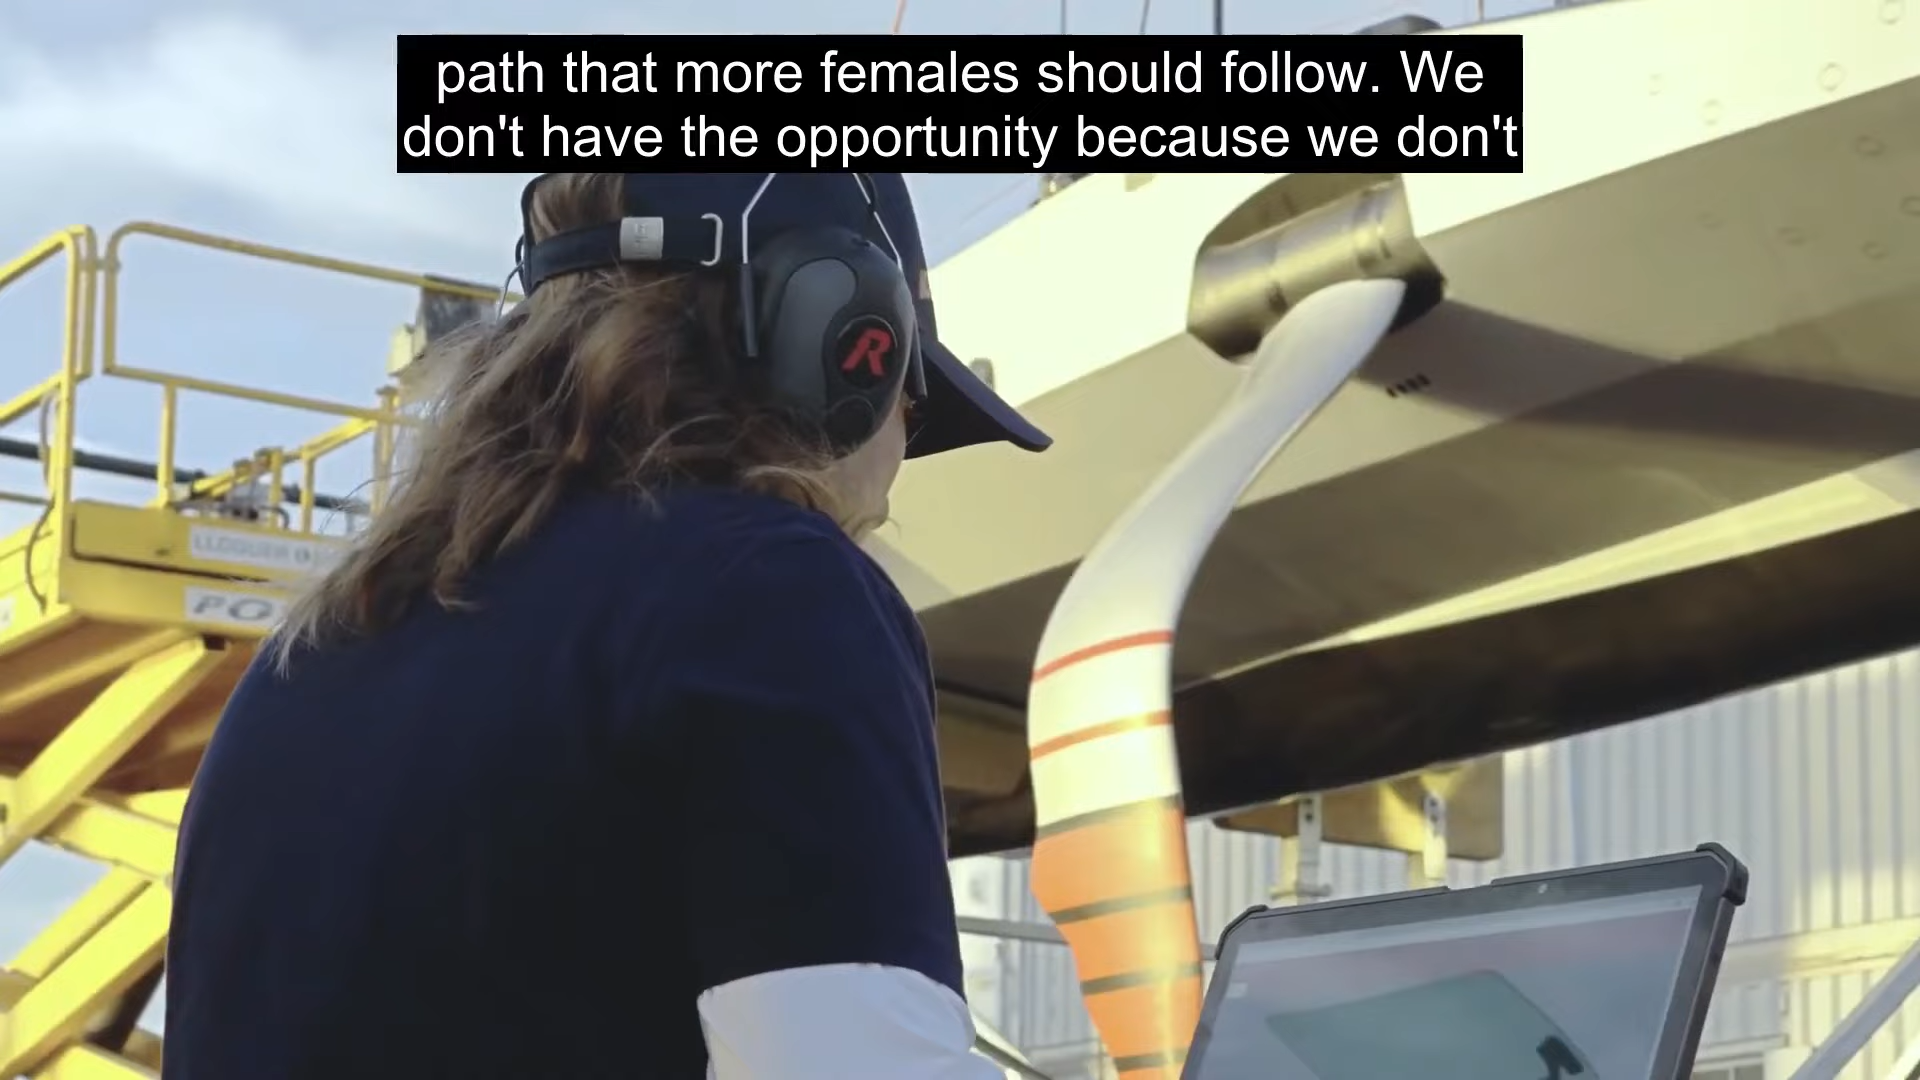 path that more females should follow. We
don't have the opportunity because we don't
R